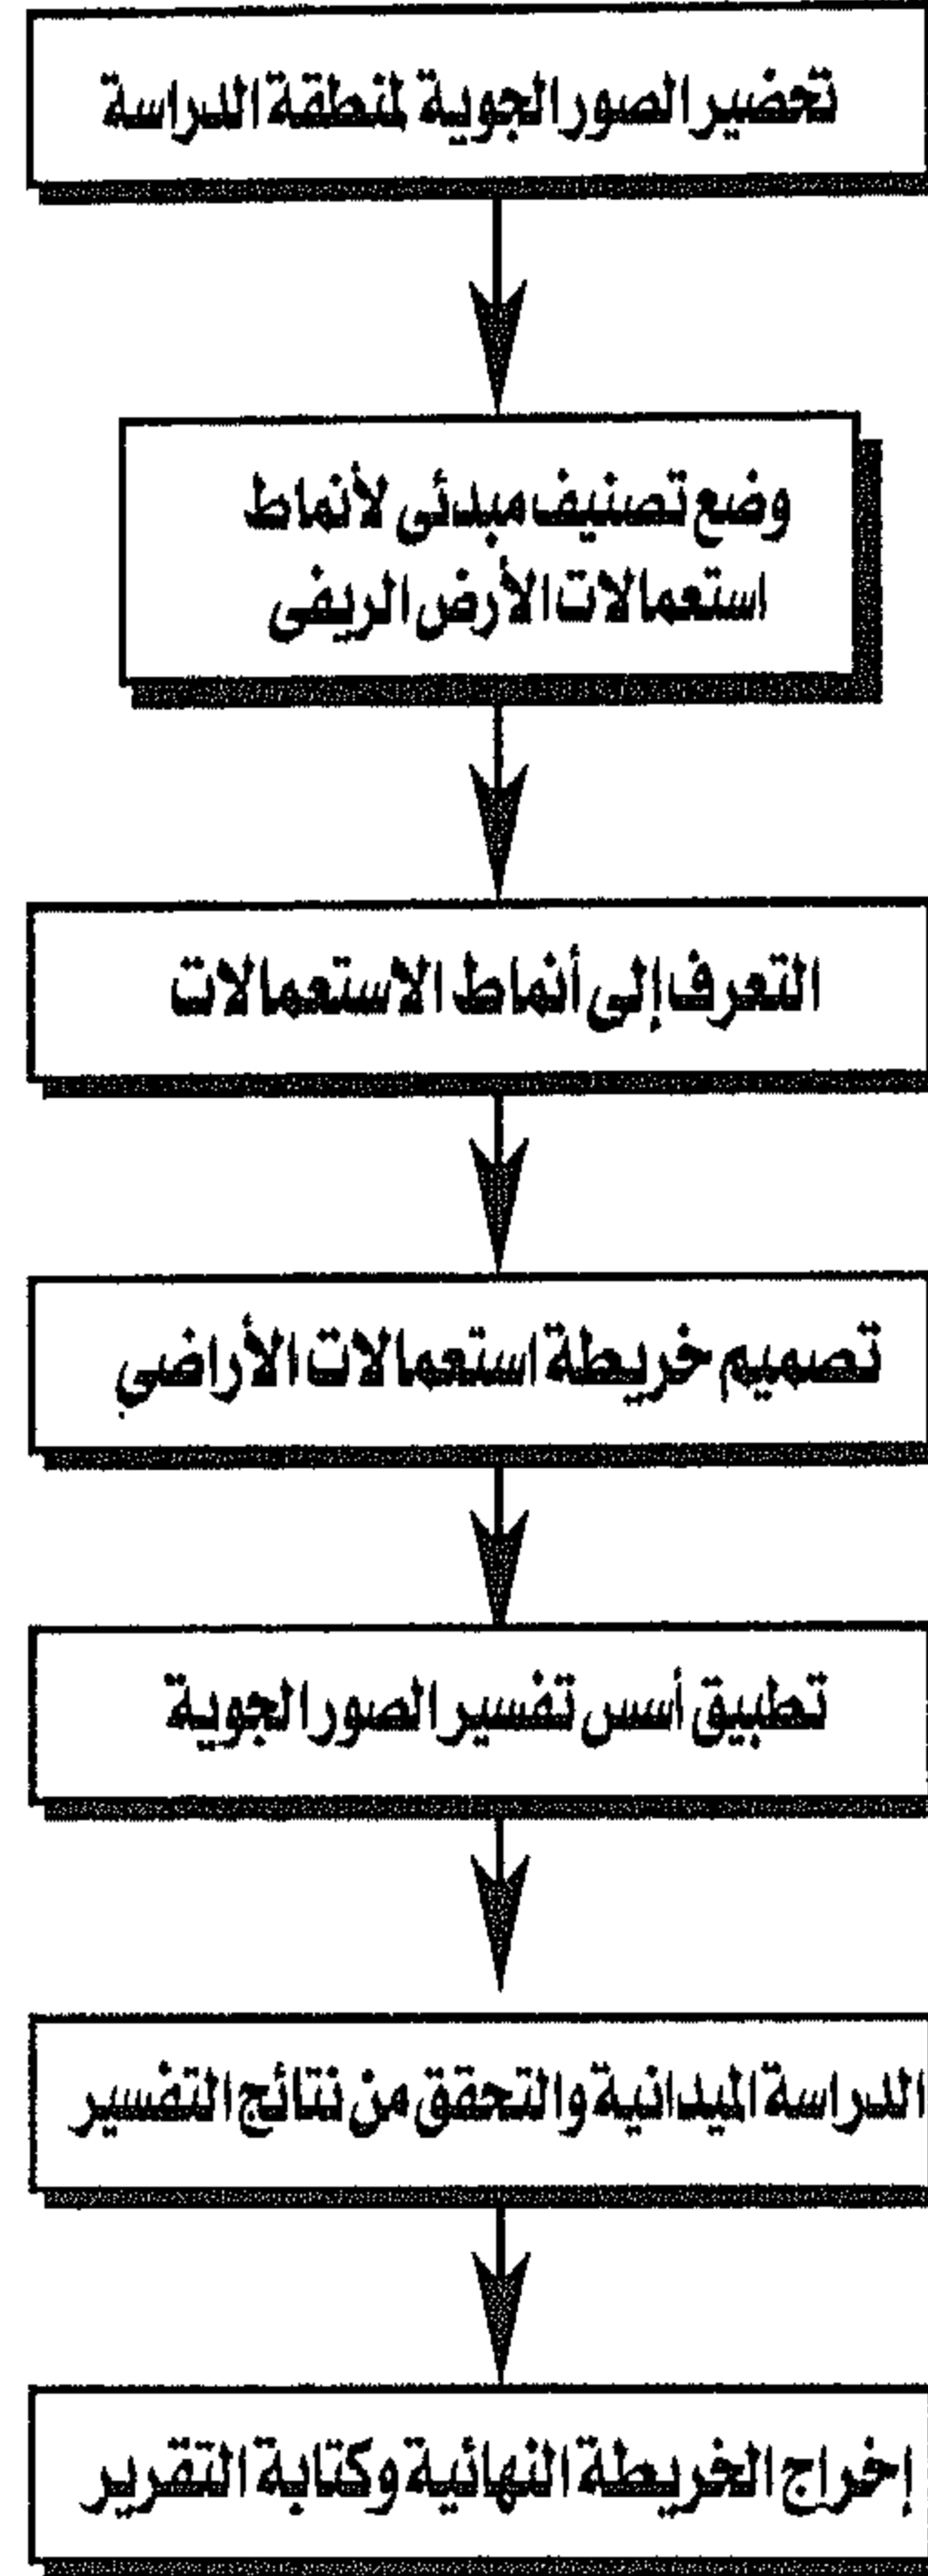 تحضير الصور الجوية لمنطقة الدراسة
وضع تصنيف مبدئى لأنماط
استعمالات الأرض الريفى
التعرف إلى أنماط الاستعمالات
تصميم خريطة استعمالات الأراضي
تطبيق أسس تفسير الصور الجوية
الدراسة الميدانية والتحقق من نتائج التفسير
إخراج الخريطة النهائية وكتابة التقرير